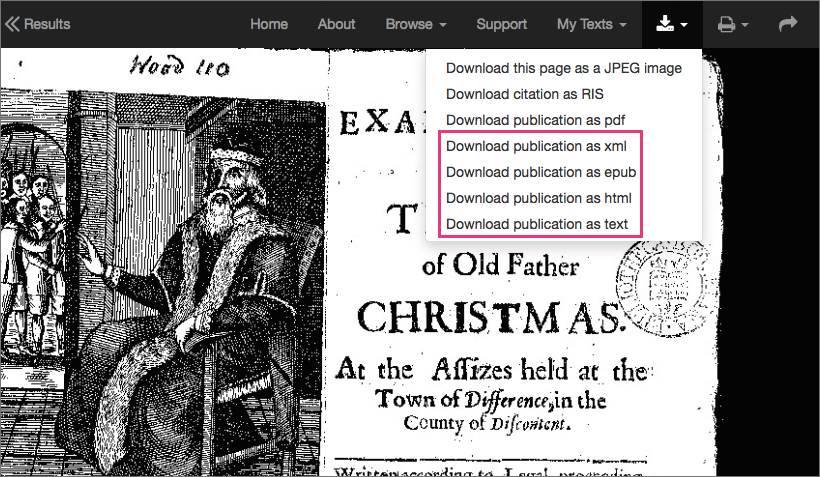 Results
Home About Browse Support My Texts
Download this page as a JPEG image
Download citation as RIS
Download publication as pdf
Download publication as xml
Download publication as epub
Download publication as html
Download publication as text
Wood 110
EXA
T
of Old Father
CHRISTMAS.
At the Aſſizes held at the
Town of Difference, in the
County of Diſcontent.
Written according to Legal proceeding